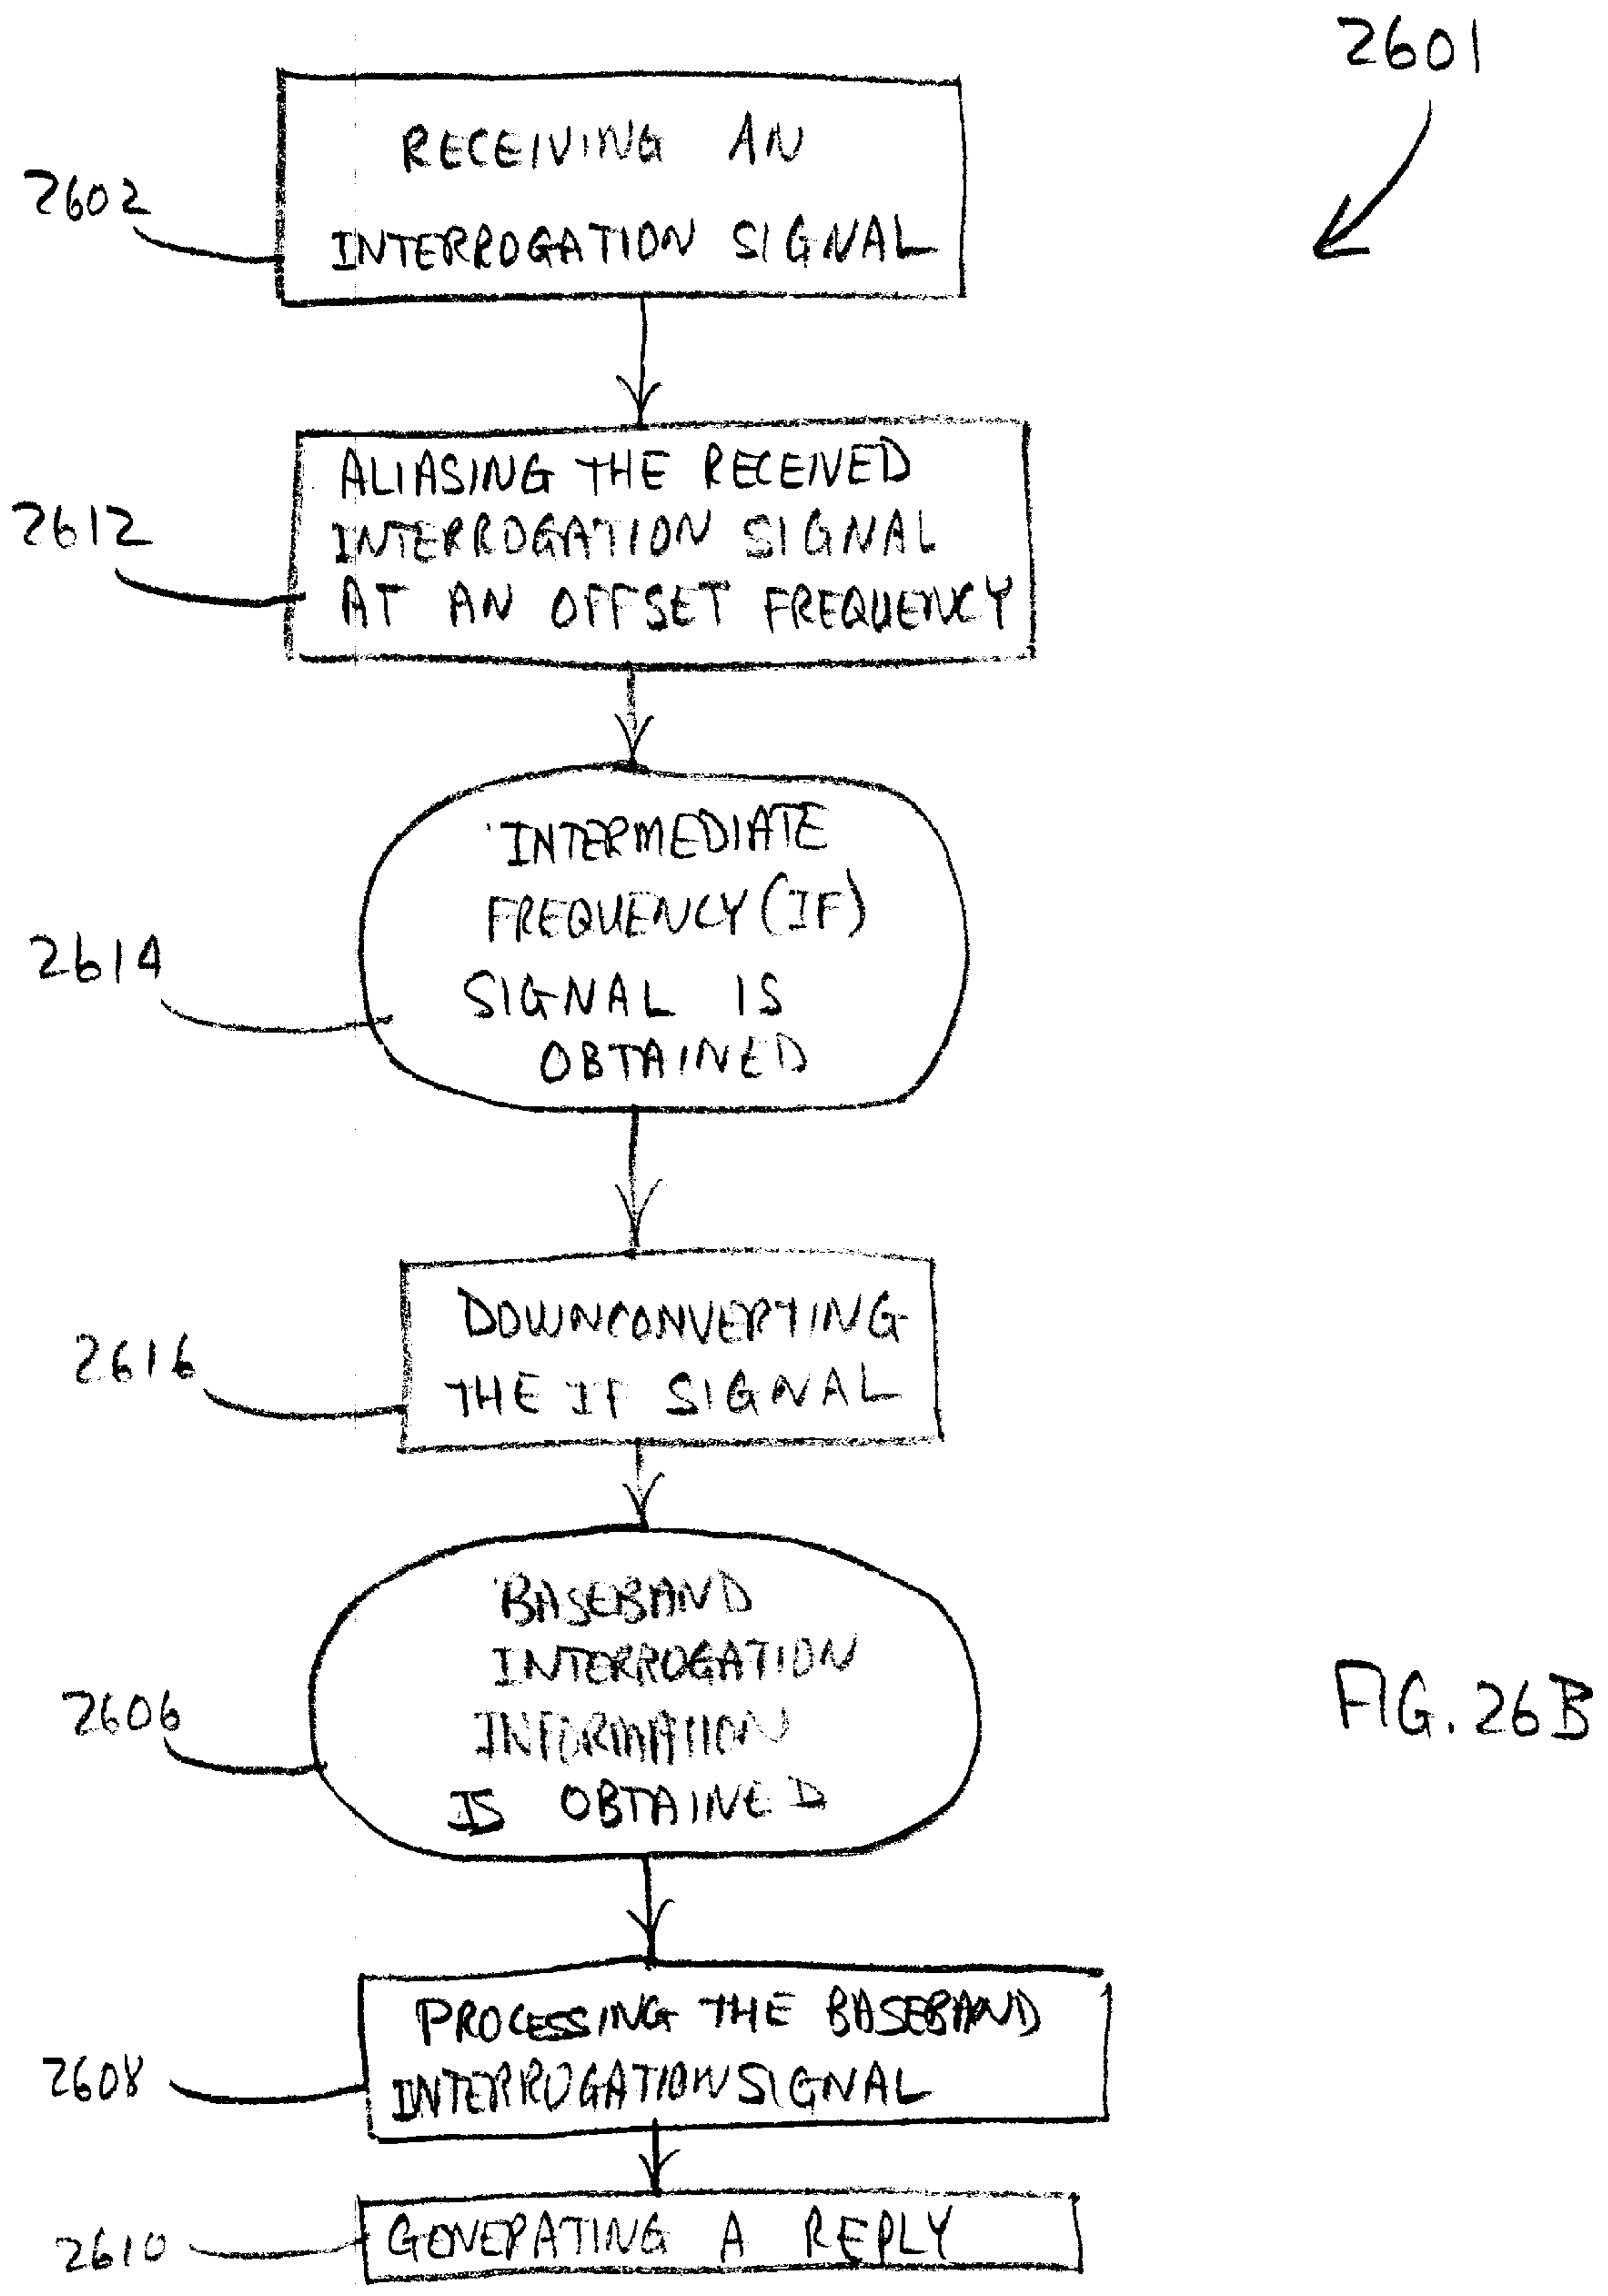 2601
RECEIVING AN
INTERROGATION SIGNAL
2602
ALIASING THE RECEIVED
INTERROGATION SIGNAL
AT AN OFFSET FREQUENCY
2612
INTERMEDIATE
FREQUENCY (IF)
SIGNAL IS
OBTAINED
2614
DOWNCONVERTING
THE IF SIGNAL
2616
BASEBAND
INTERROGATION
INFORMATION
IS OBTAINED
2606
FIG. 26B
PROCESSING THE BASEBAND
INTERROGATION SIGNAL
2608
GENERATING A REPLY
2610